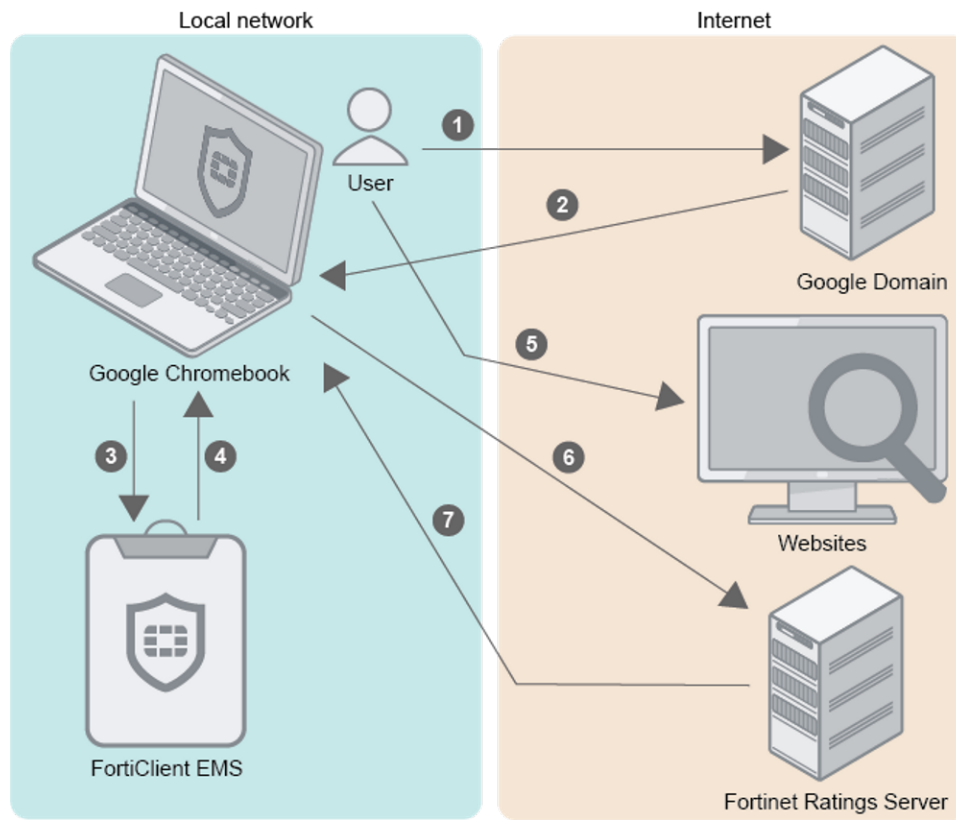 Local network
Internet
1
User
2
Google Domain
5
Google Chromebook
3
4
6
7
Websites
FortiClient EMS
Fortinet Ratings Server